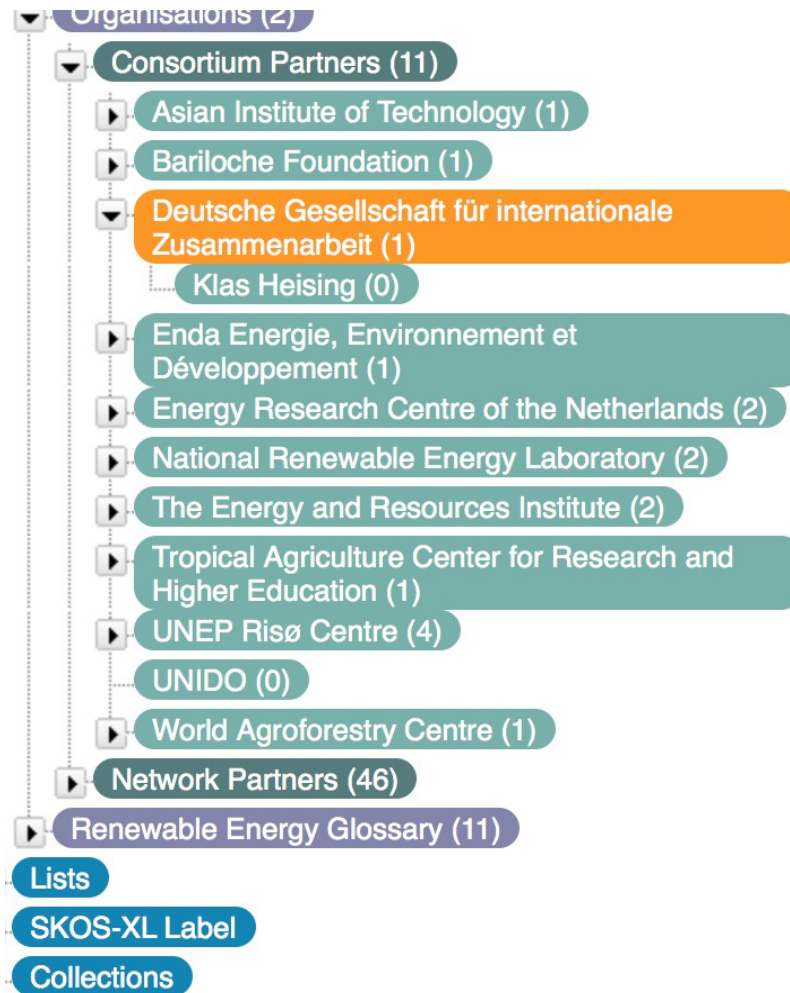 Organisations (2)
Consortium Partners (11)
Asian Institute of Technology (1)
Bariloche Foundation (1)
Deutsche Gesellschaft für internationale
Zusammenarbeit (1)
Klas Heising (0)
Enda Energie, Environnement et
Développement (1)
Energy Research Centre of the Netherlands (2)
National Renewable Energy Laboratory (2)
The Energy and Resources Institute (2)
Tropical Agriculture Center for Research and
Higher Education (1)
UNEP Risø Centre (4)
UNIDO (0)
World Agroforestry Centre (1)
Network Partners (46)
Renewable Energy Glossary (11)
Lists
SKOS-XL Label
Collections